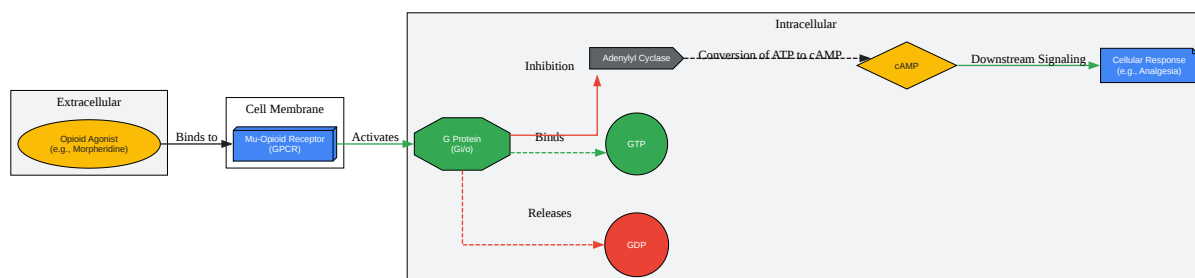 Intracellular
Adenylyl Cyclase
Conversion of ATP to cAMP
cAMP
Downstream Signaling
Cellular Response
(e.g., Analgesia)
Inhibition
Extracellular
Cell Membrane
Opioid Agonist
(e.g., Morpheridine)
Binds to
Mu-Opioid Receptor
(GPCR)
Activates
G Protein
(Gi/o)
Binds
GTP
Releases
GDP